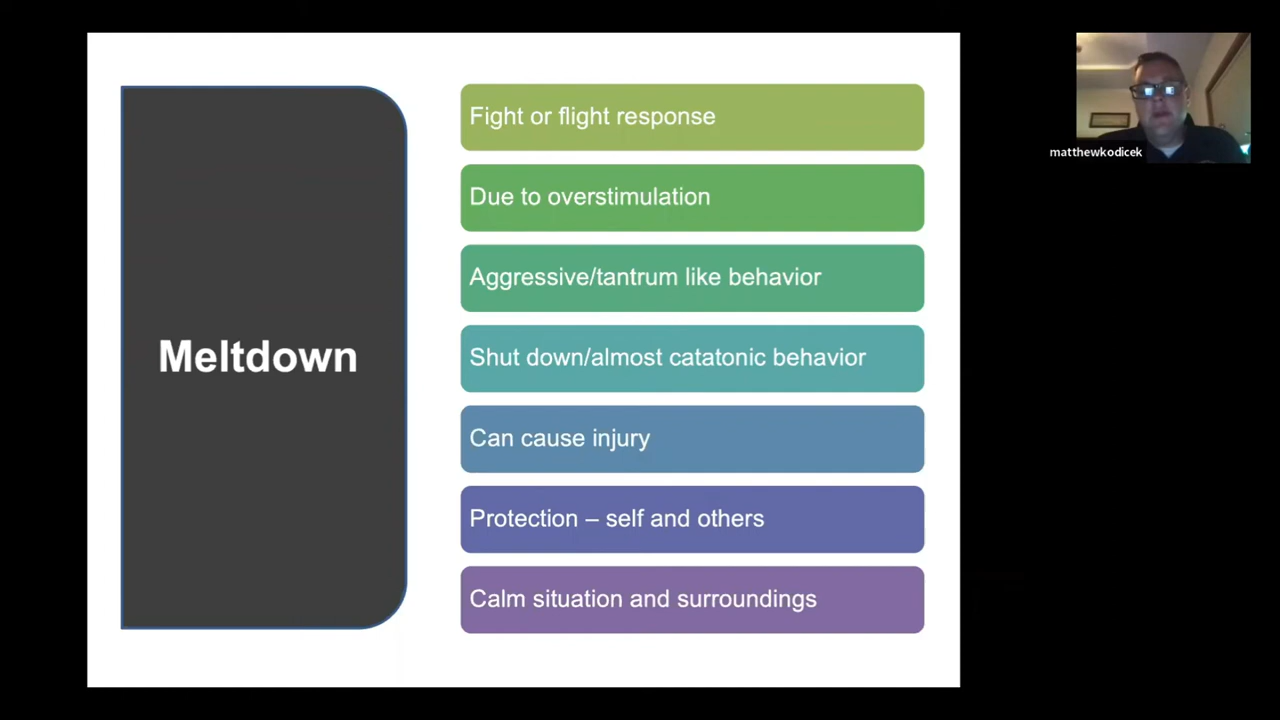 Meltdown
Fight or flight response
Due to overstimulation
Aggressive/tantrum like behavior
Shut down/almost catatonic behavior
Can cause injury
Protection – self and others
Calm situation and surroundings
matthewkodicek